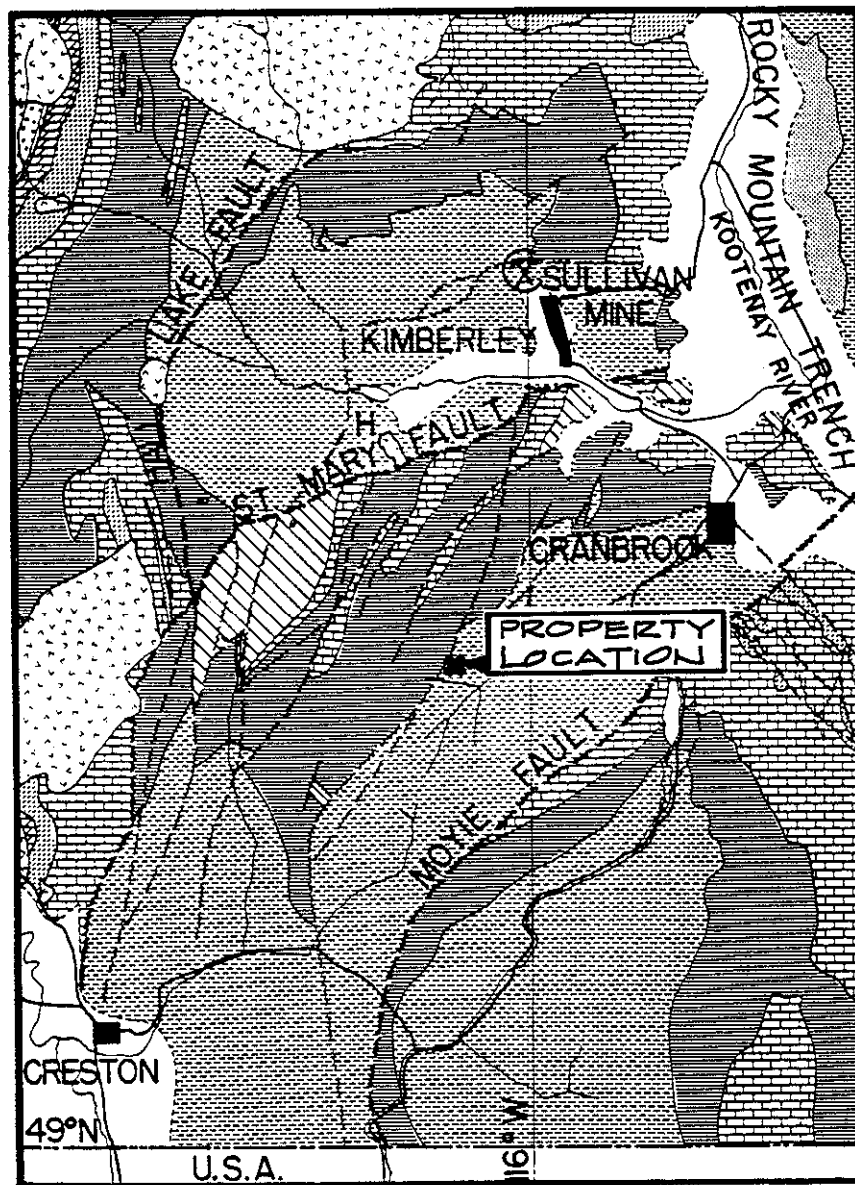 ROCKY MOUNTAIN TRENCH
KOOTENAY RIVER
LAKE FAULT
SULLIVAN
MINE
KIMBERLEY
H
ST. MARY FAULT
CRANBROOK
PROPERTY
LOCATION
MOYIE FAULT
CRESTON
49°N
116°W
U.S.A.